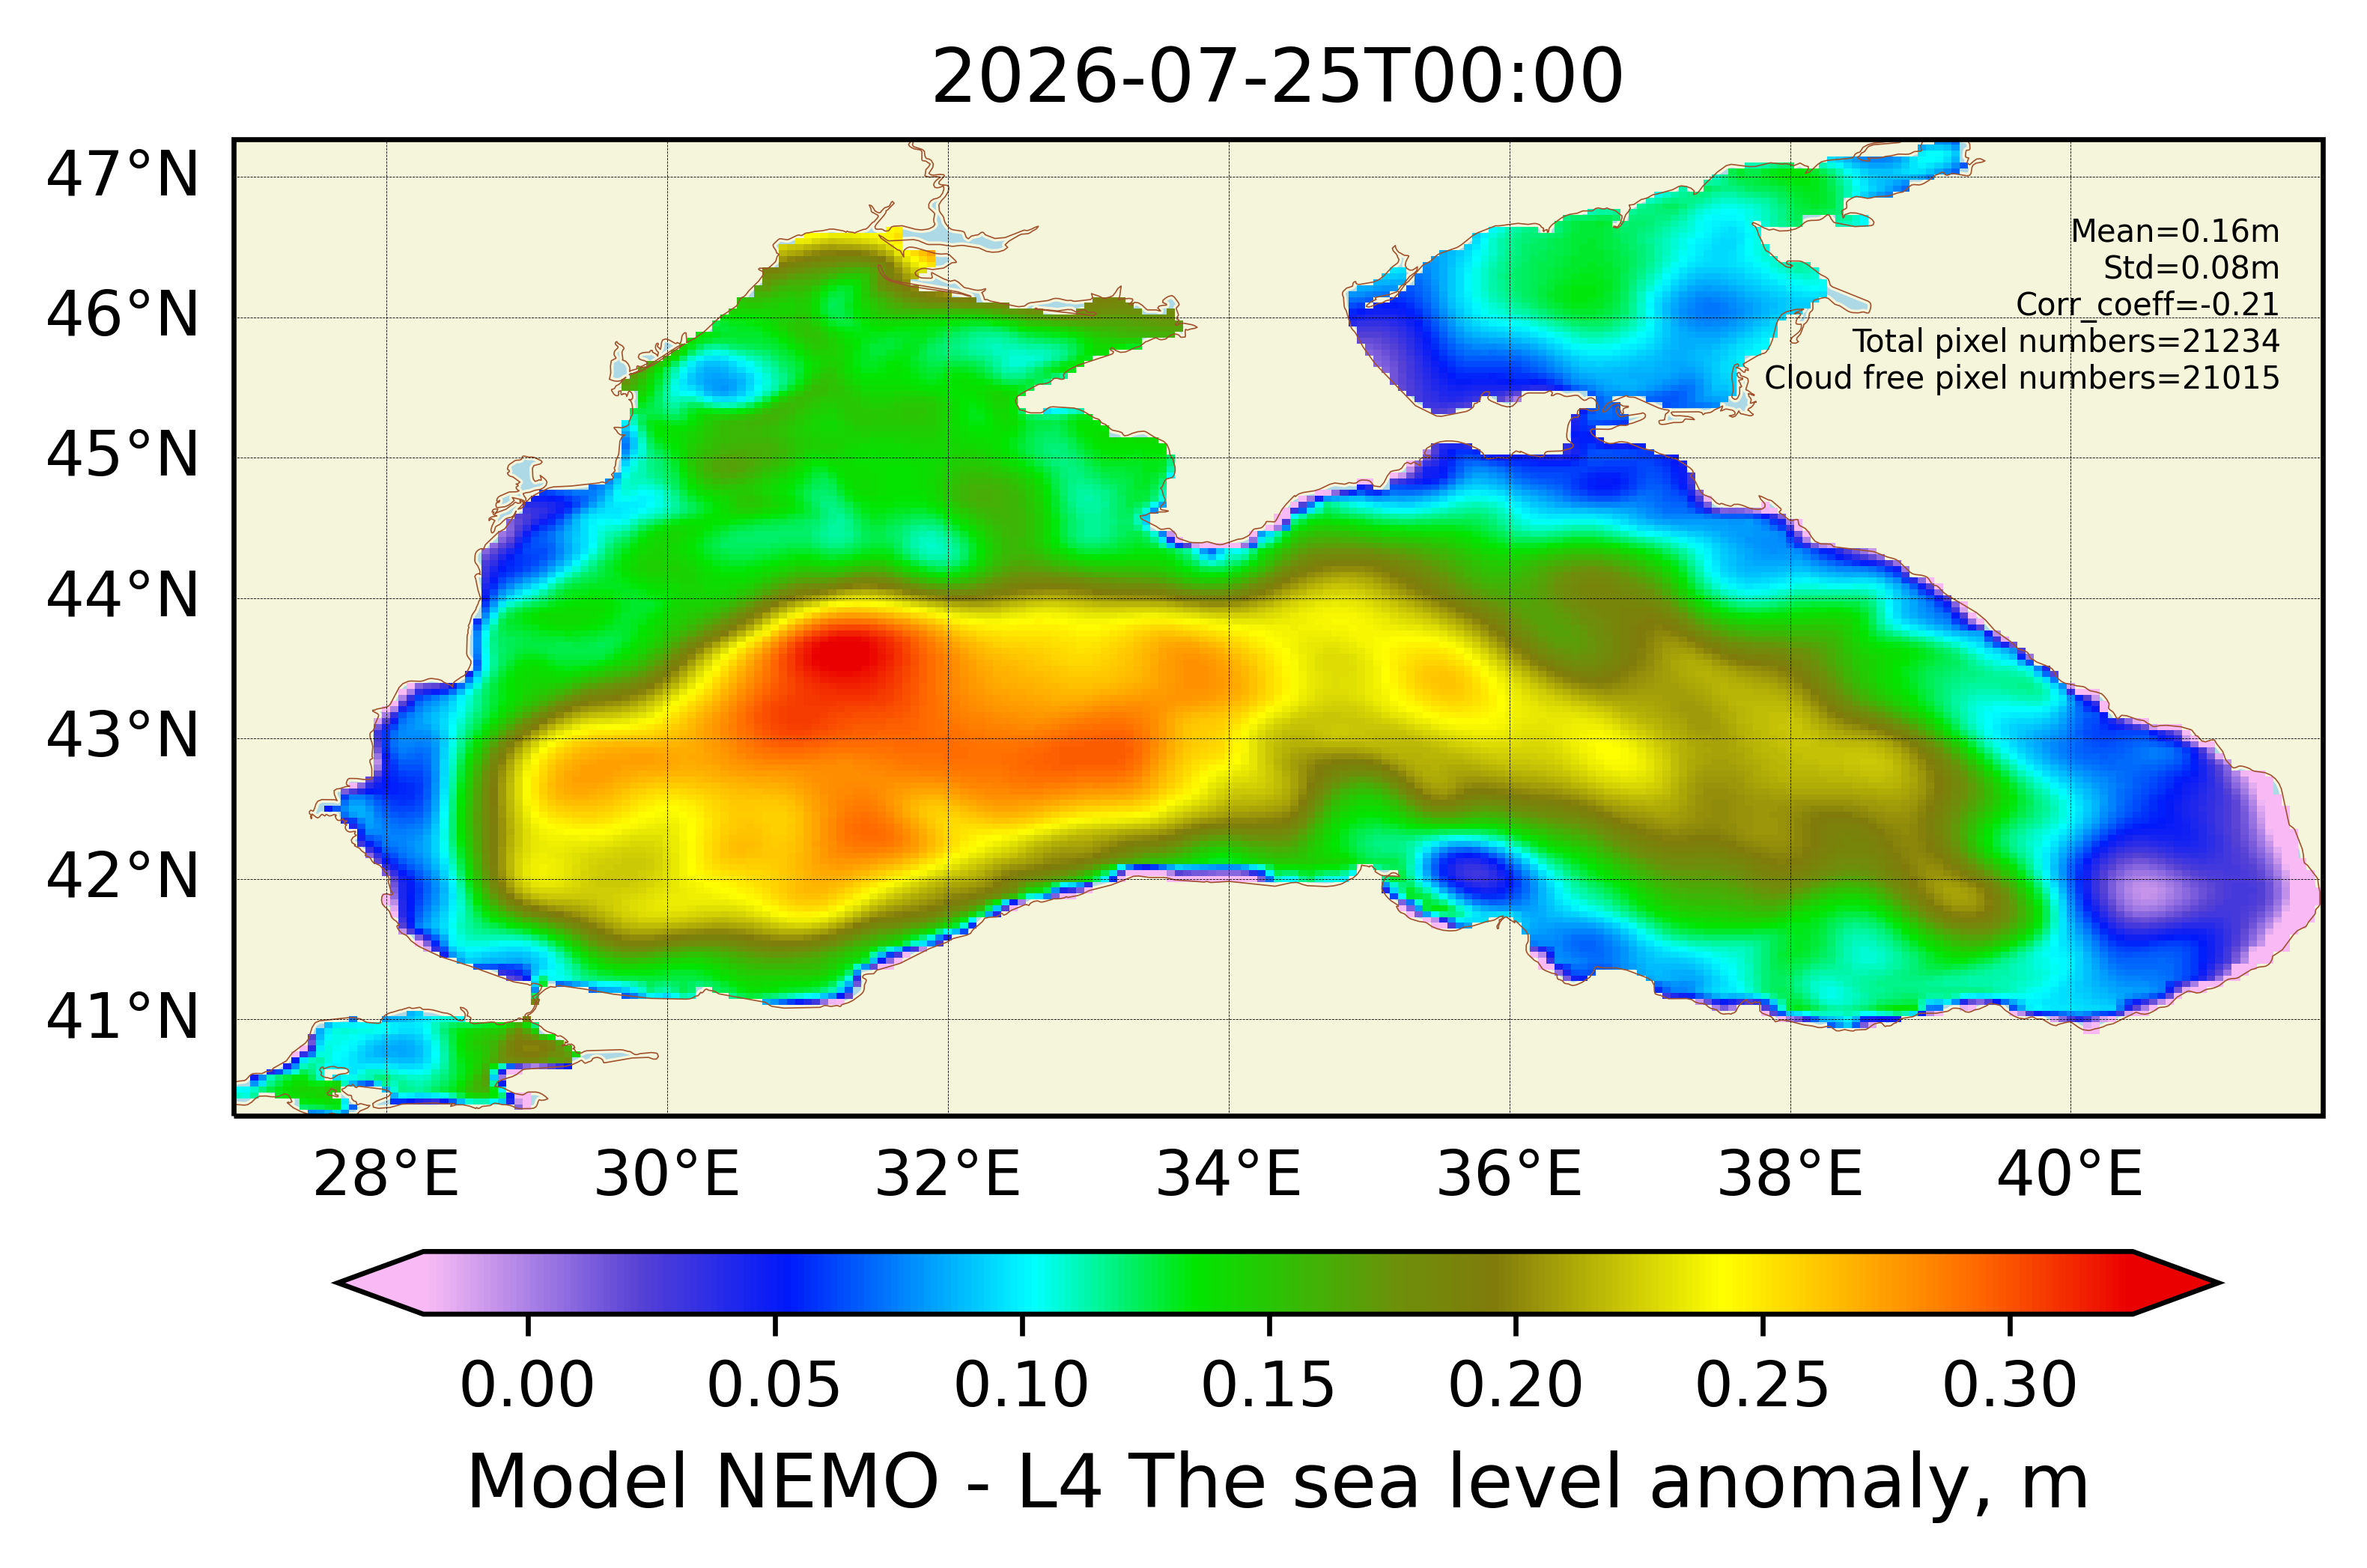 2026-07-25T00:00
47°N
46°N
45°N
44°N
43°N
42°N
41°N
Mean=0.16m
Std=0.08m
Corr_coeff=-0.21
Total pixel numbers=21234
Cloud free pixel numbers=21015
28°E 30°E 32°E 34°E 36°E 38°E 40°E
0.00 0.05 0.10 0.15 0.20 0.25 0.30
Model NEMO - L4 The sea level anomaly, m